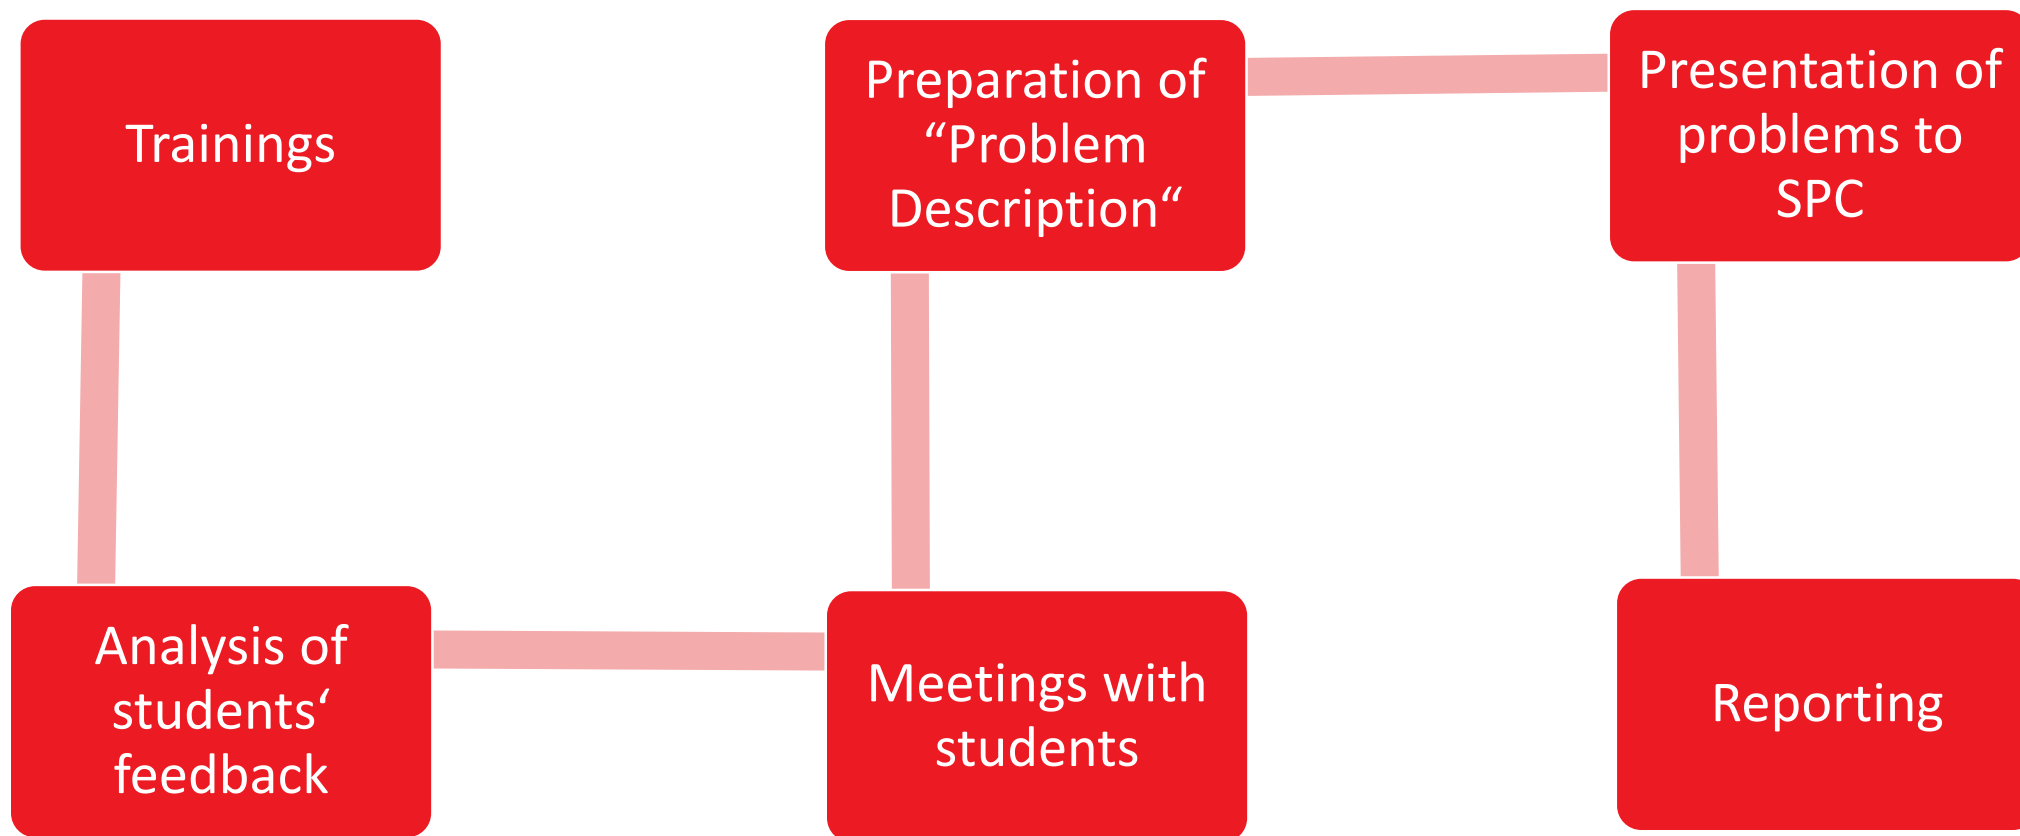 Trainings
Analysis of
students‘
feedback
Meetings with
students
Preparation of
“Problem
Description“
Presentation of
problems to
SPC
Reporting